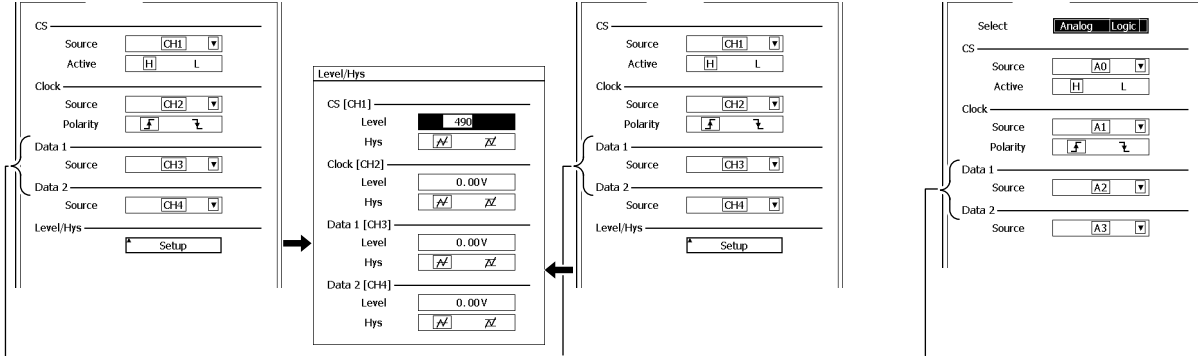 CS
Source CH1
Active H L
Clock
Source CH2
Polarity
Data 1
Source CH3
Data 2
Source CH4
Level/Hys
Setup
Level/Hys
CS [CH1]
Level 490
Hys
Clock [CH2]
Level 0.00V
Hys
Data 1 [CH3]
Level 0.00V
Hys
Data 2 [CH4]
Level 0.00V
Hys
CS
Source CH1
Active H L
Clock
Source CH2
Polarity
Data 1
Source CH3
Data 2
Source CH4
Level/Hys
Setup
Select Analog Logic
CS
Source A0
Active H L
Clock
Source A1
Polarity
Data 1
Source A2
Data 2
Source A3